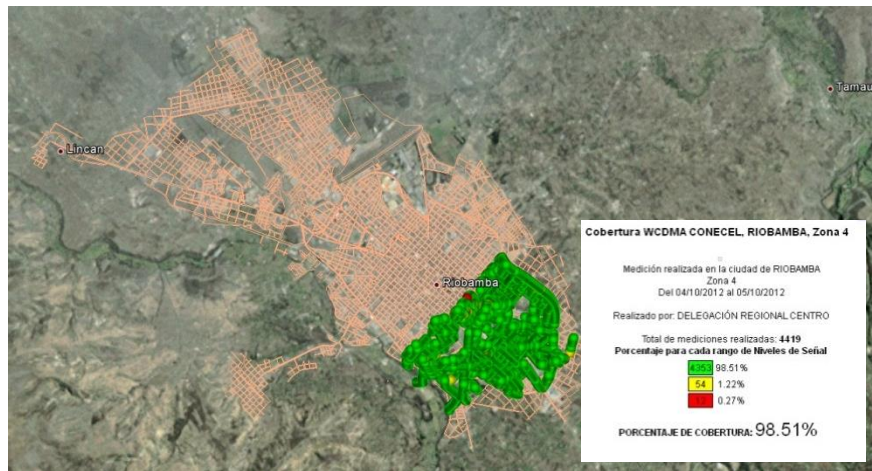 Tamau
Lincan
Riobamba
Cobertura WCDMA CONECEL, RIOBAMBA, Zona 4
Medición realizada en la ciudad de RIOBAMBA
Zona 4
Del 04/10/2012 al 05/10/2012
Realizado por: DELEGACIÓN REGIONAL CENTRO
Total de mediciones realizadas: 4419
Porcentaje para cada rango de Niveles de Señal
4353 98.51%
54 1.22%
12 0.27%
PORCENTAJE DE COBERTURA: 98.51%